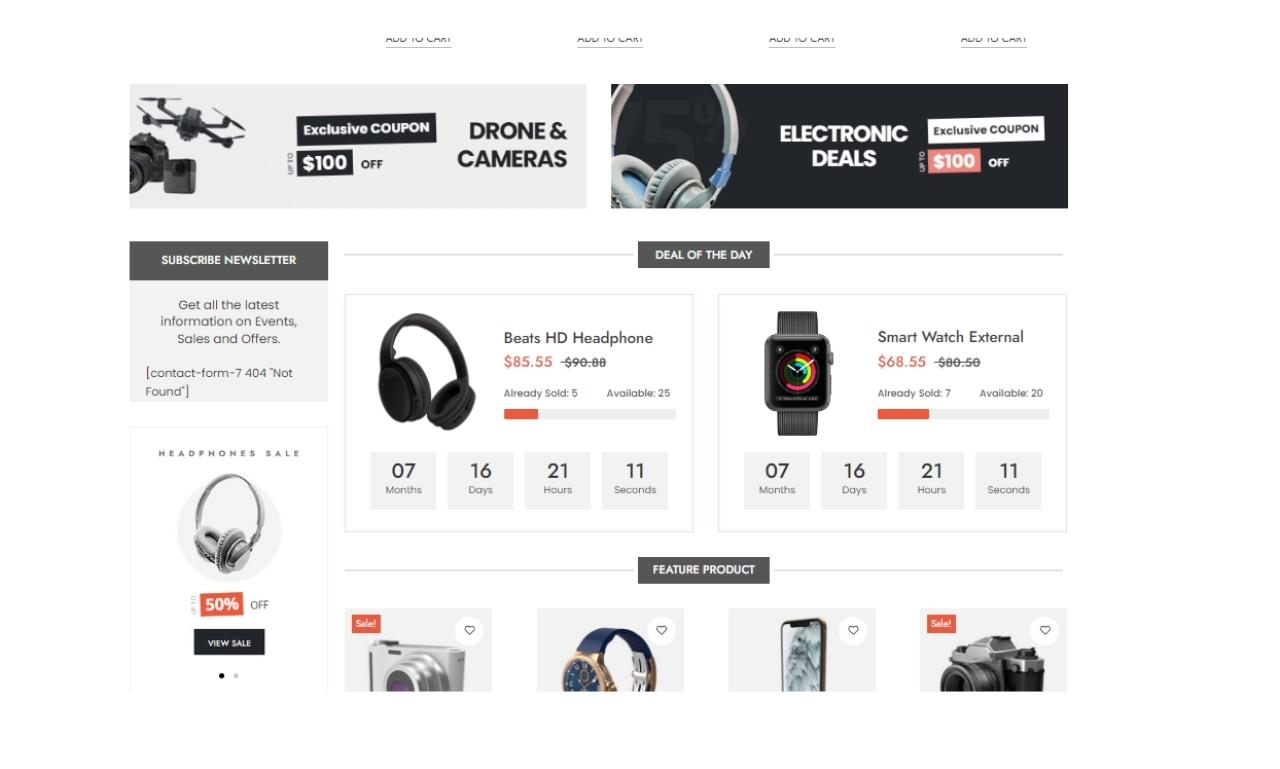 ADD TO CART
ADD TO CART
ADD TO CART
ADD TO CART
Exclusive COUPON
UP TO $100 OFF
DRONE &
CAMERAS
75%
ELECTRONIC
DEALS
Exclusive COUPON
UP TO $100 OFF
SUBSCRIBE NEWSLETTER
Get all the latest
information on Events,
Sales and Offers.
[contact-form-7 404 "Not
Found"]
HEADPHONES SALE
UP TO 50% OFF
VIEW SALE
DEAL OF THE DAY
Beats HD Headphone
$85.55 $90.88
Already Sold: 5 Available: 25
07 16 21 11
Months Days Hours Seconds
Smart Watch External
$68.55 $80.50
Already Sold: 7 Available: 20
07 16 21 11
Months Days Hours Seconds
FEATURE PRODUCT
Sale!
Sale!